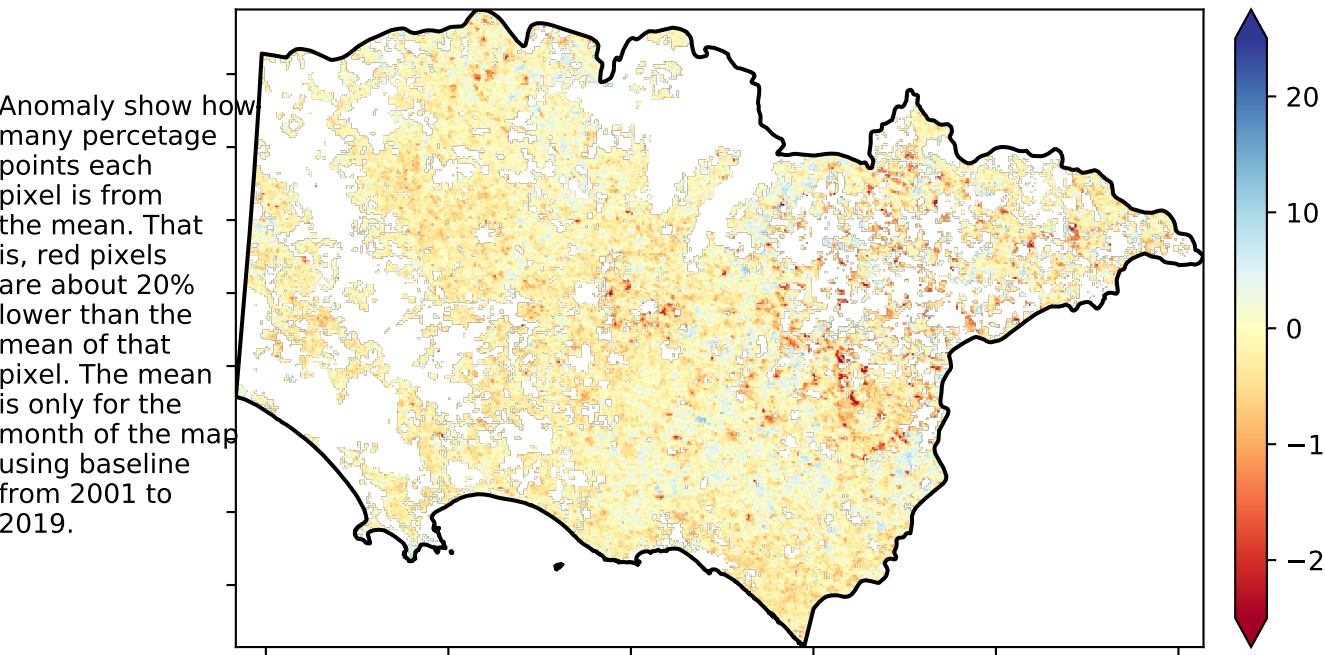 Anomaly show how
many percetage
points each
pixel is from
the mean. That
is, red pixels
are about 20%
lower than the
mean of that
pixel. The mean
is only for the
month of the map
using baseline
from 2001 to
2019.
20
10
0
−1
−2